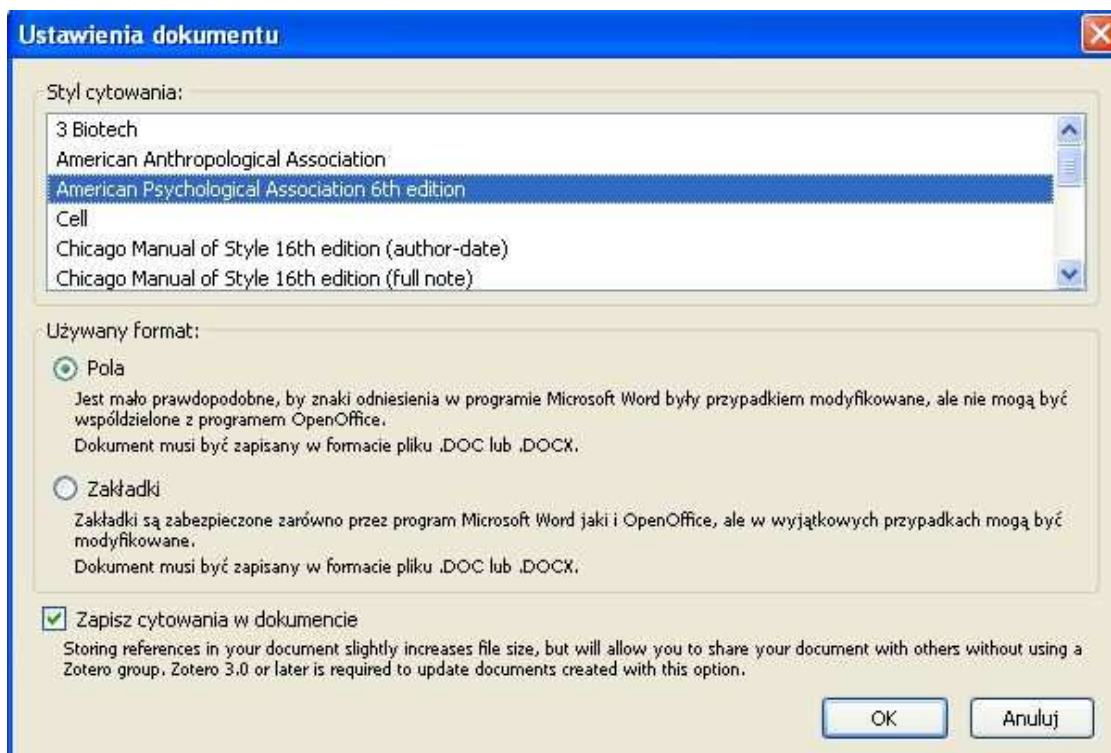 Ustawienia dokumentu
Styl cytowania:
3 Biotech
American Anthropological Association
American Psychological Association 6th edition
Cell
Chicago Manual of Style 16th edition (author-date)
Chicago Manual of Style 16th edition (full note)
Używany format:
Pola
Jest mało prawdopodobne, by znaki odniesienia w programie Microsoft Word były przypadkiem modyfikowane, ale nie mogą być
współdzielone z programem OpenOffice.
Dokument musi być zapisany w formacie pliku .DOC lub .DOCX.
Zakładki
Zakładki są zabezpieczone zarówno przez program Microsoft Word jaki i OpenOffice, ale w wyjątkowych przypadkach mogą być
modyfikowane.
Dokument musi być zapisany w formacie pliku .DOC lub .DOCX.
Zapisz cytowania w dokumencie
Storing references in your document slightly increases file size, but will allow you to share your document with others without using a
Zotero group. Zotero 3.0 or later is required to update documents created with this option.
OK
Anuluj